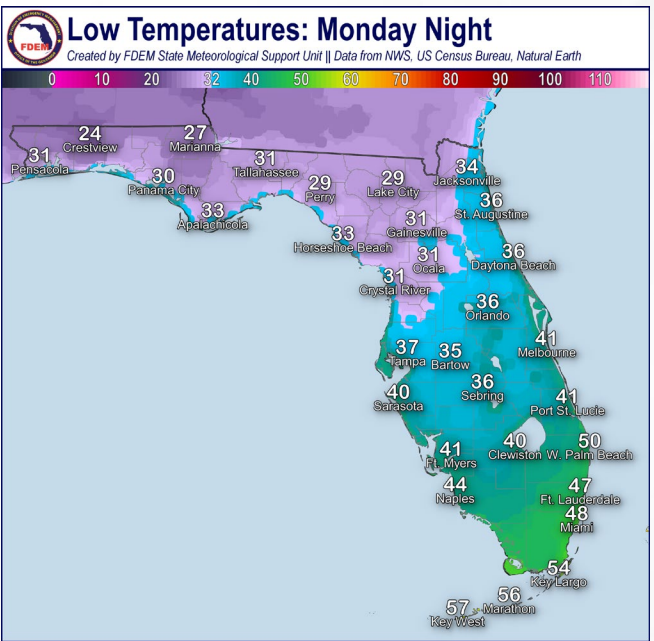 FDEM
Low Temperatures: Monday Night
Created by FDEM State Meteorological Support Unit || Data from NWS, US Census Bureau, Natural Earth
0 10 20 32 40 50 60 70 80 90 100 110
24
Crestview
27
Marianna
31
Pensacola
31
Tallahassee
30
Panama City
29
Perry
29
Lake City
34
Jacksonville
33
Apalachicola
36
St. Augustine
31
Gainesville
33
Horseshoe Beach
31
Ocala
36
Daytona Beach
31
Crystal River
36
Orlando
37
Tampa
35
Bartow
41
Melbourne
40
Sarasota
36
Sebring
41
Port St. Lucie
41
Ft. Myers
40
Clewiston
50
W. Palm Beach
44
Naples
47
Ft. Lauderdale
48
Miami
54
Key Largo
56
Marathon
57
Key West